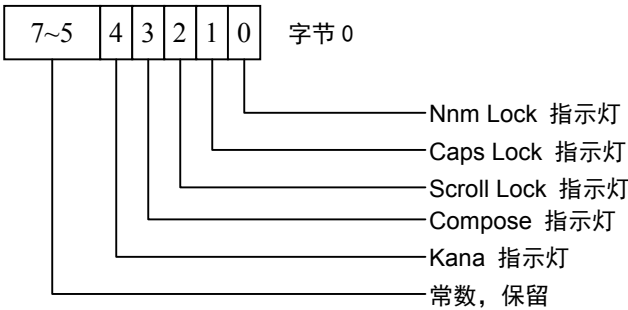 7~5 4 3 2 1 0 字节 0
Nnm Lock 指示灯
Caps Lock 指示灯
Scroll Lock 指示灯
Compose 指示灯
Kana 指示灯
常数，保留